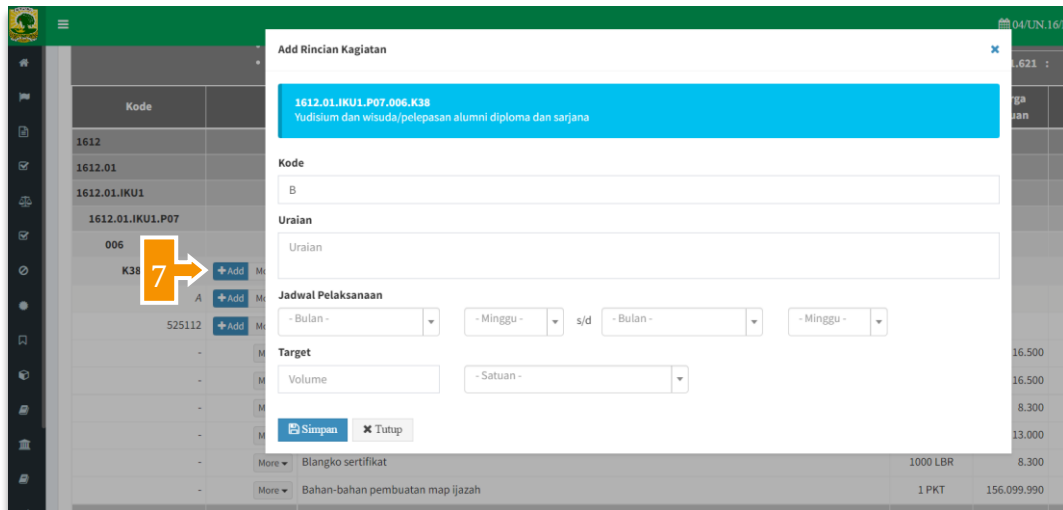 04/UN.16/
Add Rincian Kagiatan
1.621 :
Kode
1612.01.IKU1.P07.006.K38
Yudisium dan wisuda/pelepasan alumni diploma dan sarjana
1612
1612.01
Kode
1612.01.IKU1
B
1612.01.IKU1.P07
Uraian
006
Uraian
K38
7
Add
A
Add
Jadwal Pelaksanaan
525112
Add
- Bulan -
- Minggu -
s/d
- Bulan -
- Minggu -
-
Target
16.500
-
Volume
- Satuan -
16.500
-
8.300
-
Simpan
Tutup
13.000
-
More
Blangko sertifikat
1000 LBR
8.300
-
More
Bahan-bahan pembuatan map ijazah
1 PKT
156.099.990